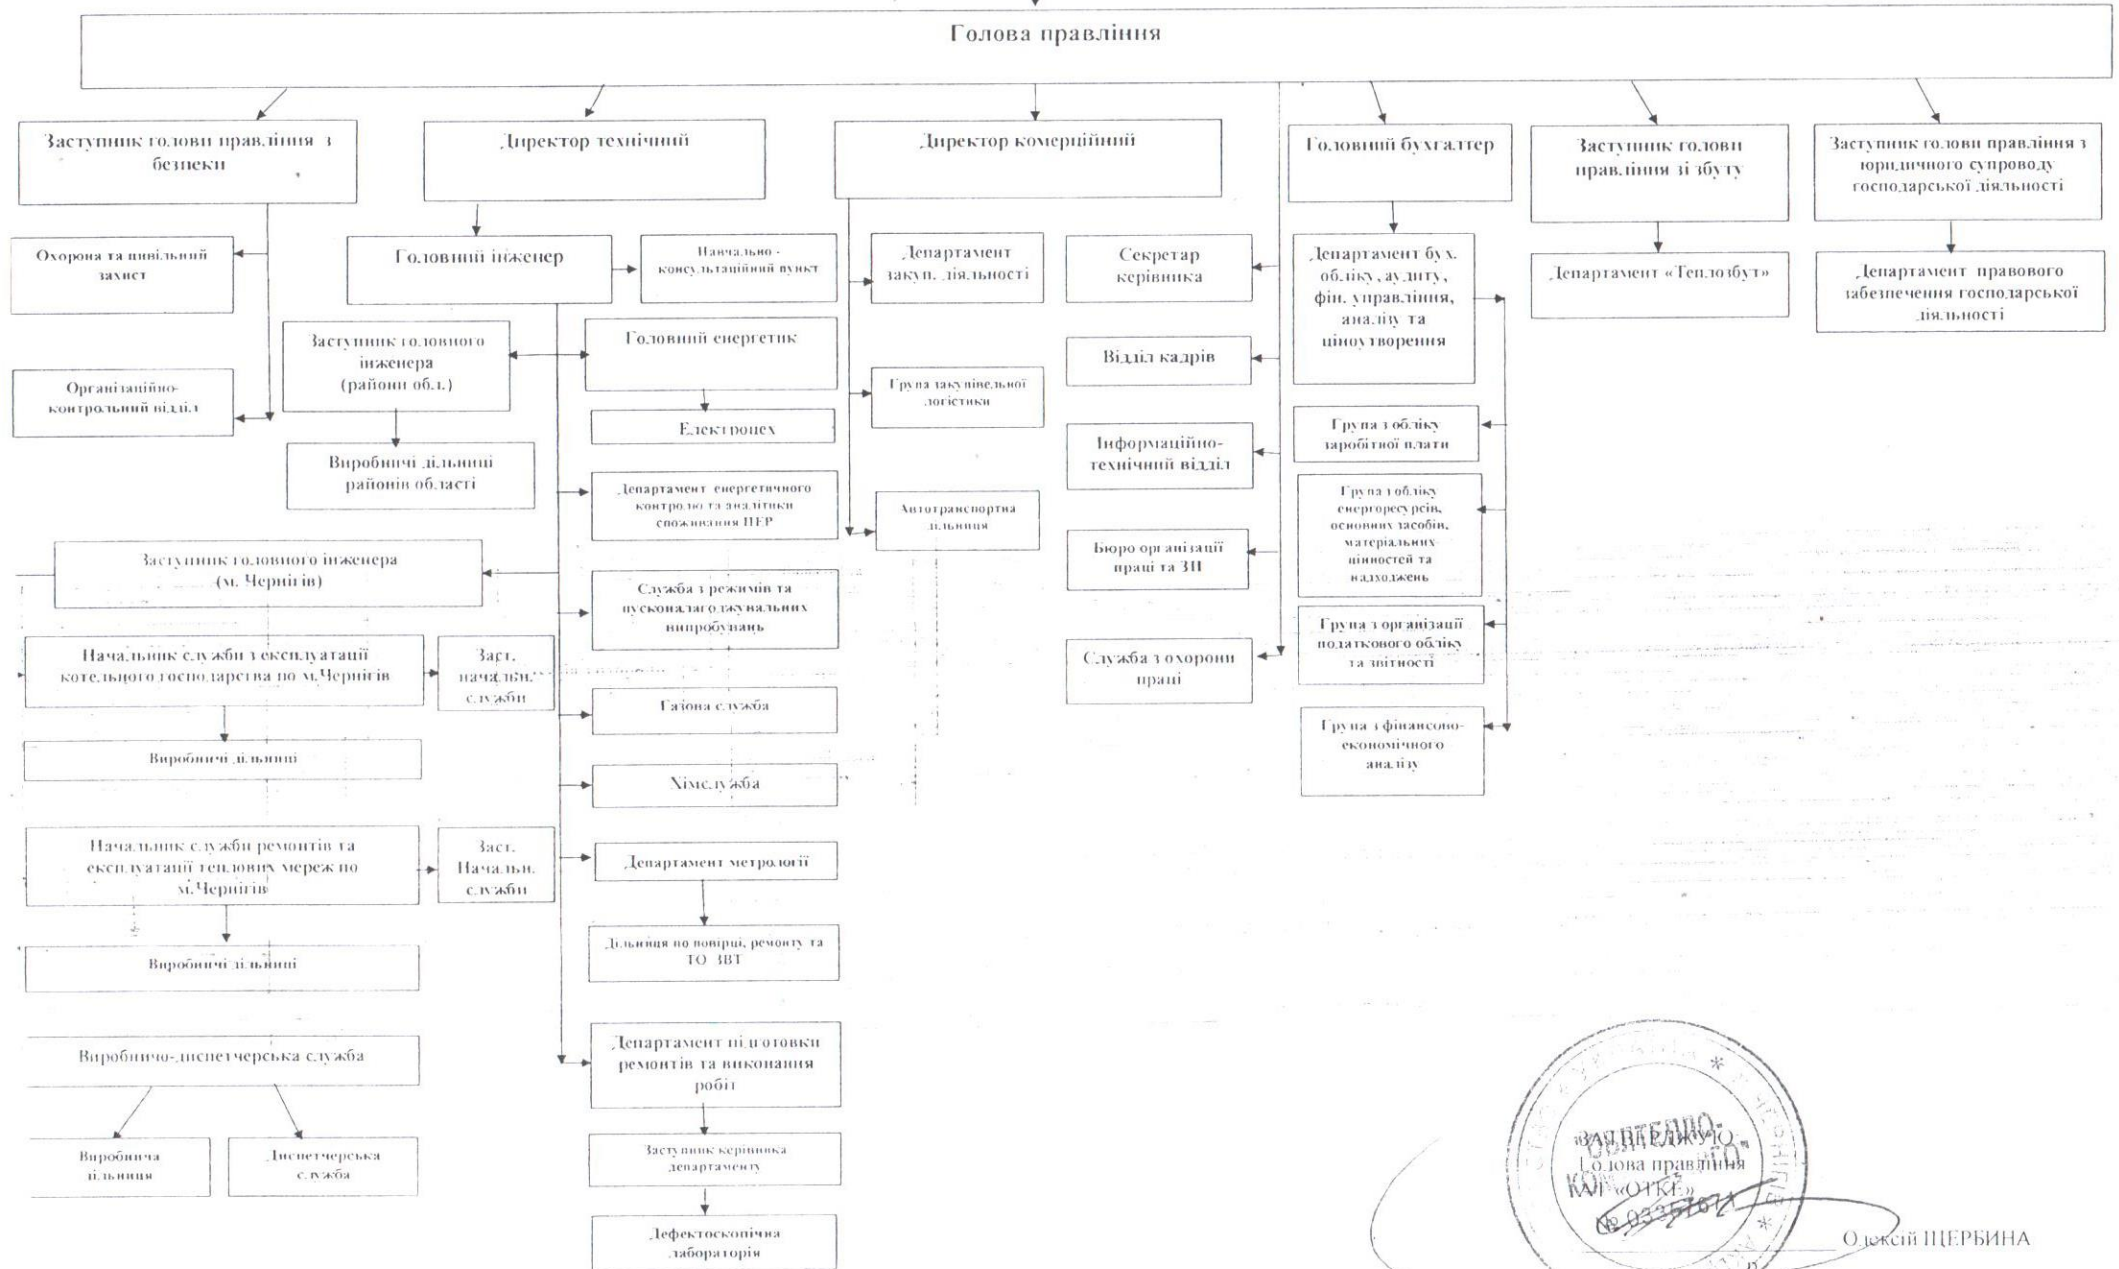 Голова правління
Заступник голови правління з
безпеки
Директор технічний
Директор комерційний
Головний бухгалтер
Заступник голови
правління зі збуту
Заступник голови правління з
юридичного супроводу
господарської діяльності
Охорона та цивільний
захист
Організаційно-
контрольний відділ
Головний інженер
Навчально -
консультаційний пункт
Заступник головного
інженера
(райони обл.)
Головний енергетик
Електроцех
Виробничі дільниці
районів області
Департамент енергетичного
контролю та аналітики
споживання ПЕР
Заступник головного інженера
(м. Чернігів)
Служба з режимів та
пусконалагоджувальних
випробувань
Начальник служби з експлуатації
котельного господарства по м.Чернігів
Заст.
начальн.
служби
Газова служба
Виробничі дільниці
Хімслужба
Начальник служби ремонтів та
експлуатації теплових мереж по
м.Чернігів
Заст.
Начальн.
служби
Департамент метрології
Виробничі дільниці
Дільниця по повірці, ремонту та
ТО ЗВТ
Виробничо-диспетчерська служба
Виробнича
дільниця
Диспетчерська
служба
Департамент підготовки
ремонтів та виконання
робіт
Заступник керівника
департаменту
Дефектоскопічна
лабораторія
Департамент
закуп. діяльності
Група закупівельної
логістики
Автотранспортна
дільниця
Секретар
керівника
Відділ кадрів
Інформаційно-
технічний відділ
Бюро організації
праці та ЗП
Служба з охорони
праці
Департамент бух.
обліку, аудиту,
фін. управління,
аналізу та
ціноутворення
Група з обліку
заробітної плати
Група з обліку
енергоресурсів,
основних засобів,
матеріальних
цінностей та
надходжень
Група з організації
податкового обліку
та звітності
Група з фінансово-
економічного
аналізу
Департамент «Теплозбут»
Департамент правового
забезпечення господарської
діяльності
ЗАТВЕРДЖУЮ
Голова правління
«ОТКЕ»
Олексій ЩЕРБИНА